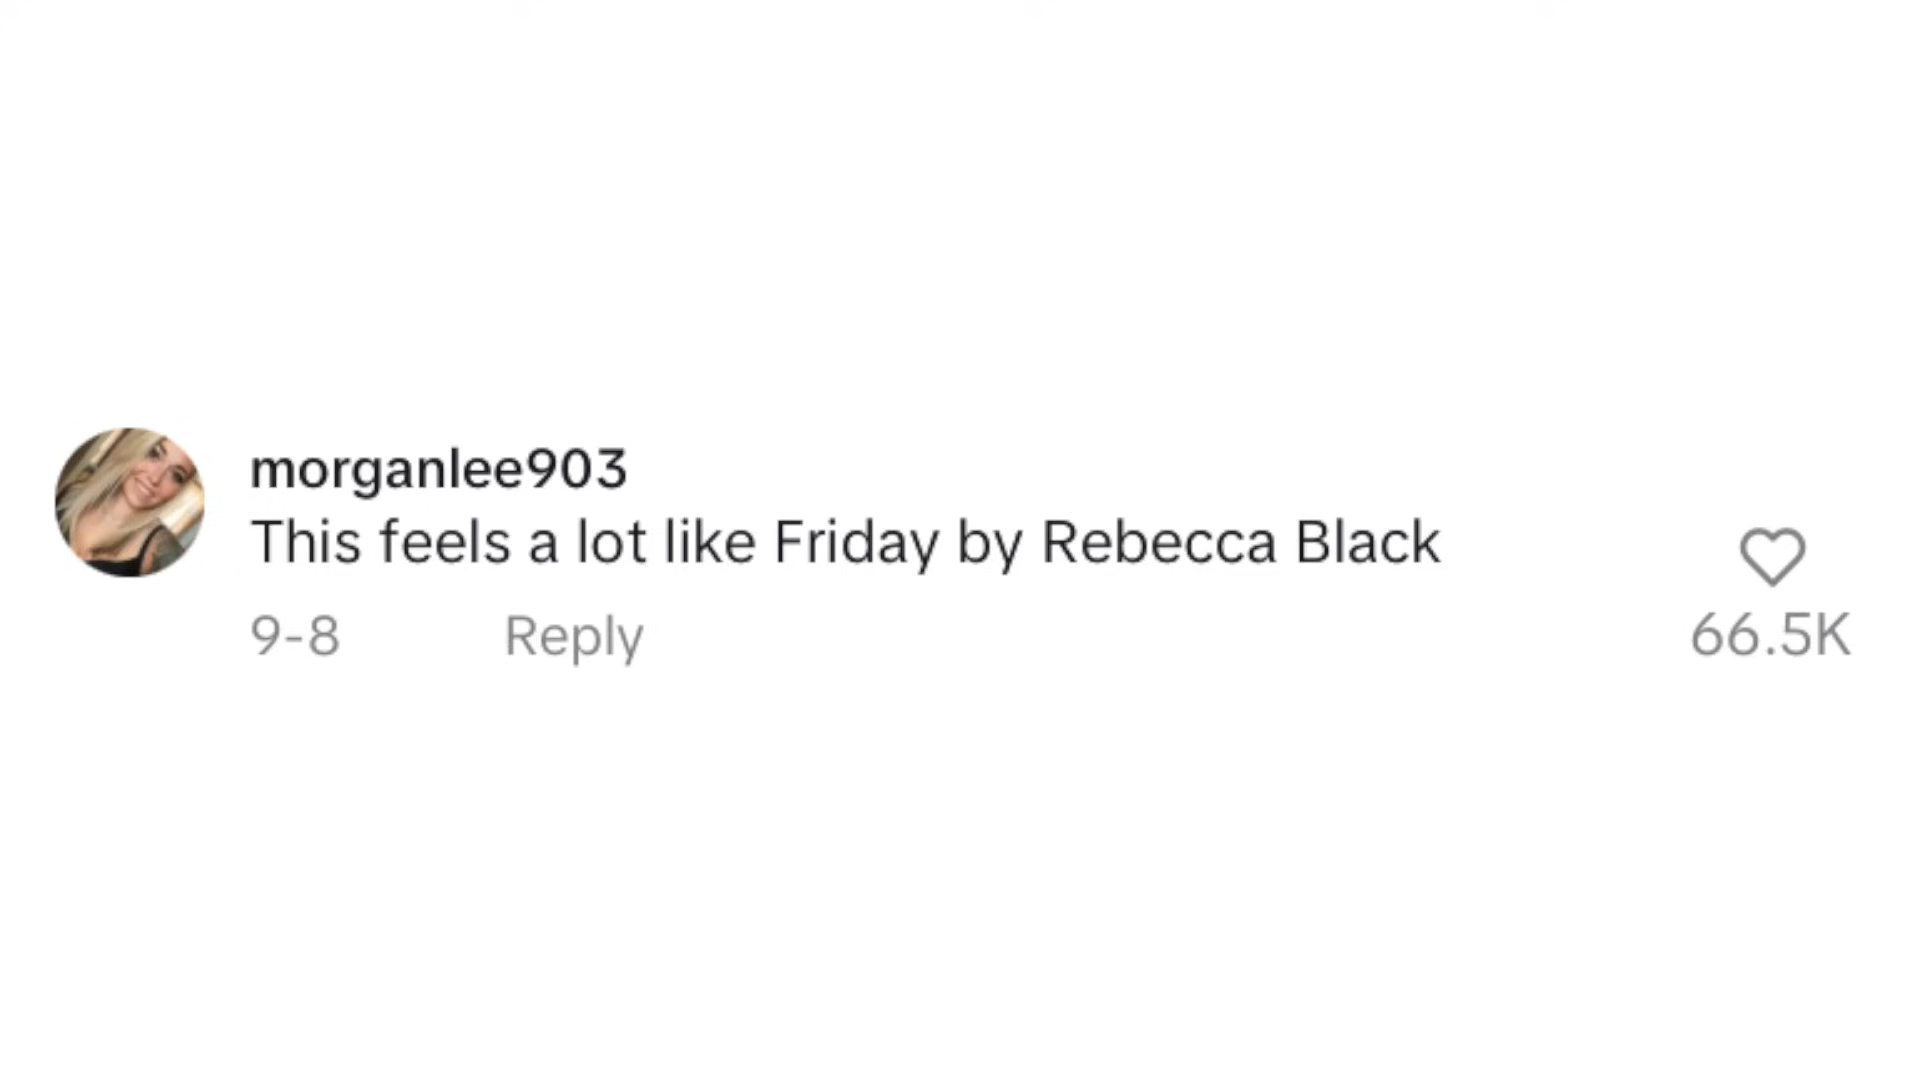 morganlee903
This feels a lot like Friday by Rebecca Black
9-8 Reply
66.5K